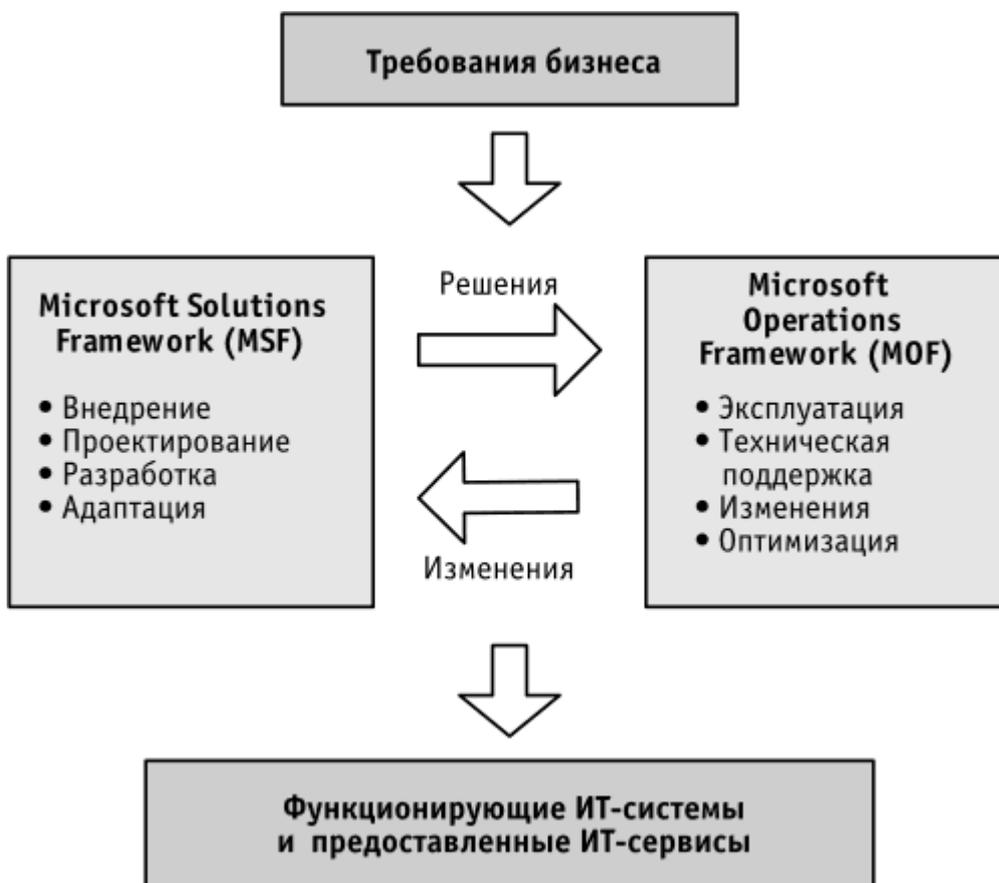 Требования бизнеса
Microsoft Solutions
Framework (MSF)
• Внедрение
• Проектирование
• Разработка
• Адаптация
Решения
Изменения
Microsoft
Operations
Framework (MOF)
• Эксплуатация
• Техническая
поддержка
• Изменения
• Оптимизация
Функционирующие ИТ-системы
и предоставленные ИТ-сервисы